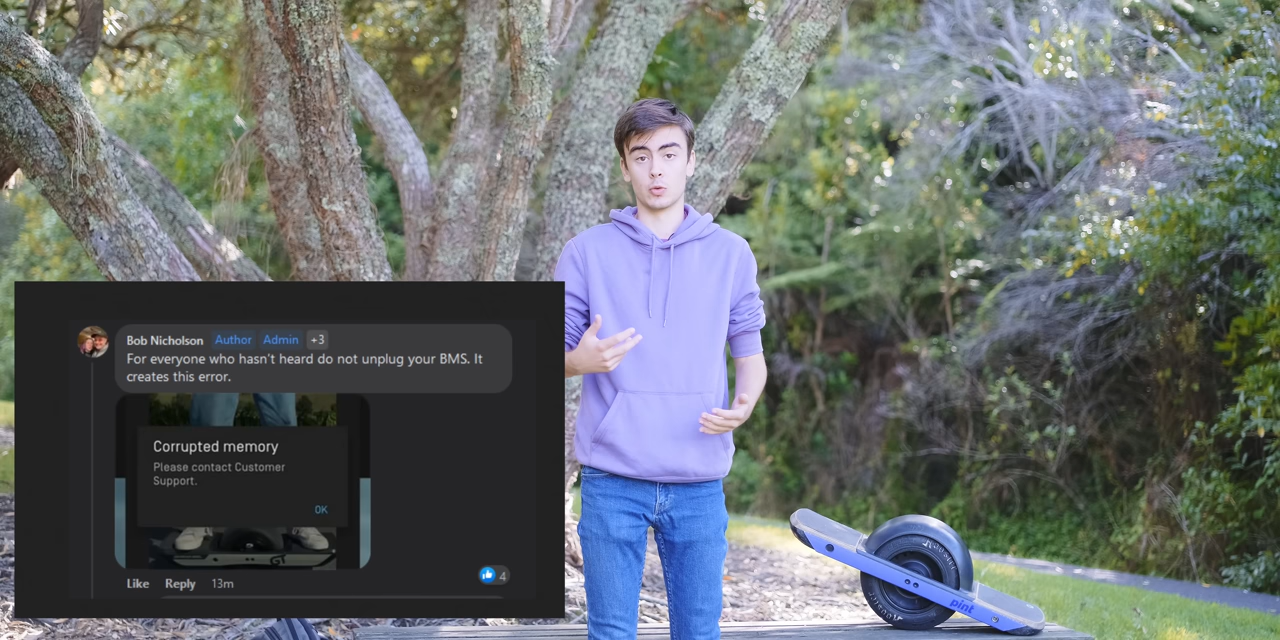 Bob Nicholson Author Admin +3
For everyone who hasn't heard do not unplug your BMS. It
creates this error.
Corrupted memory
Please contact Customer
Support.
OK
GT
Like Reply 13m
4
pint